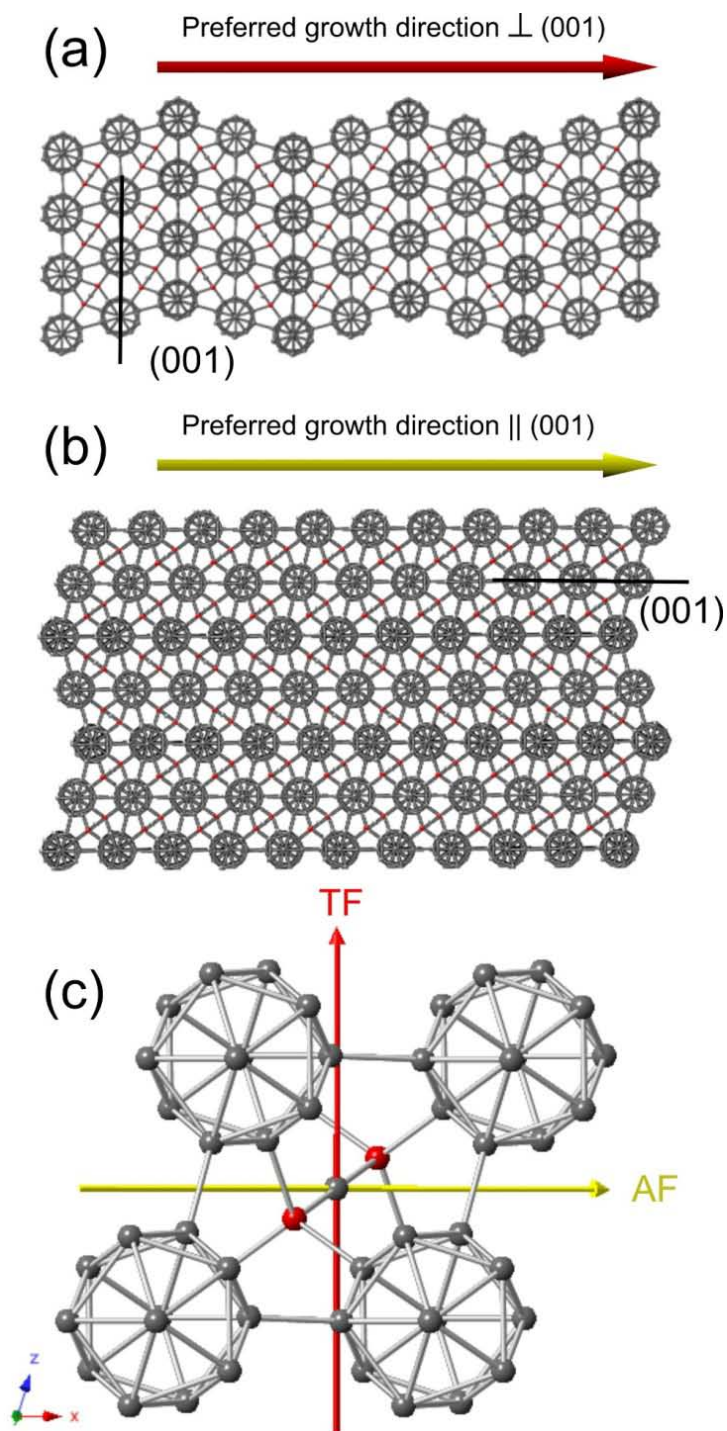 (a)
Preferred growth direction ⊥ (001)
(001)
(b)
Preferred growth direction || (001)
(001)
TF
(c)
AF
z
y
x